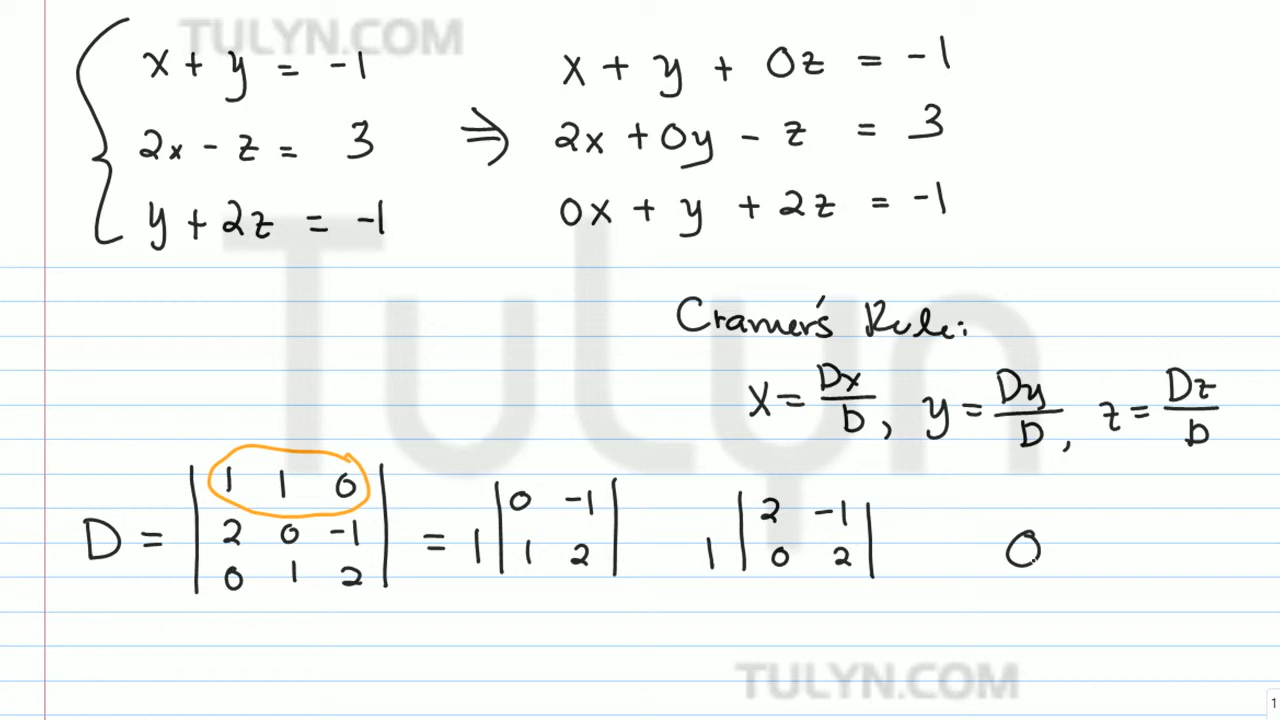 TULYN.COM
x + y = -1 ⇒ x + y + 0z = -1
2x - z = 3 2x + 0y - z = 3
y + 2z = -1 0x + y + 2z = -1
Tulyn
Cramer's Rule:
x = Dx/D, y = Dy/D, z = Dz/D
1 1 0
D = 2 0 -1 = 1 |0 -1| 1 |2 -1| 0
0 1 2 |1 2| |0 2|
TULYN.COM
1